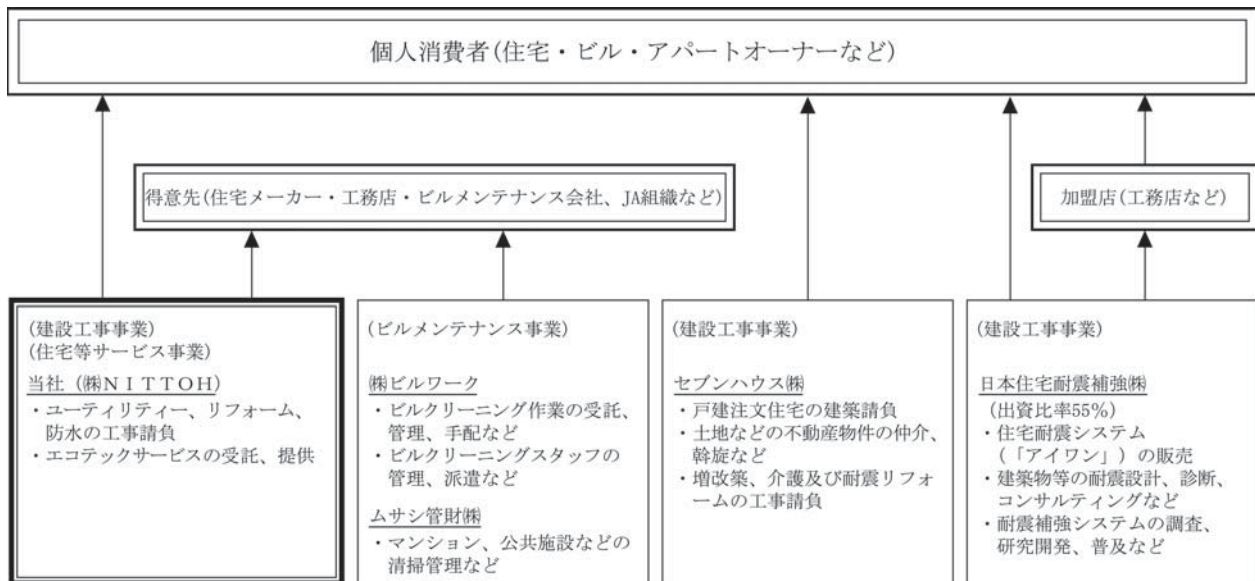 個人消費者(住宅・ビル・アパートオーナーなど)
得意先(住宅メーカー・工務店・ビルメンテナンス会社、JA組織など)
加盟店(工務店など)
(建設工事事業)
(住宅等サービス事業)
当社（㈱ＮＩＴＴＯＨ）
・ユーティリティー、リフォーム、
防水の工事請負
・エコテックサービスの受託、提供
(ビルメンテナンス事業)
㈱ビルワーク
・ビルクリーニング作業の受託、
管理、手配など
・ビルクリーニングスタッフの
管理、派遣など
ムサシ管財㈱
・マンション、公共施設などの
清掃管理など
(建設工事事業)
セブンハウス㈱
・戸建注文住宅の建築請負
・土地などの不動産物件の仲介、
斡旋など
・増改築、介護及び耐震リフォ
ームの工事請負
(建設工事事業)
日本住宅耐震補強㈱
(出資比率55%)
・住宅耐震システム
(「アイワン」) の販売
・建築物等の耐震設計、診断、
コンサルティングなど
・耐震補強システムの調査、
研究開発、普及など